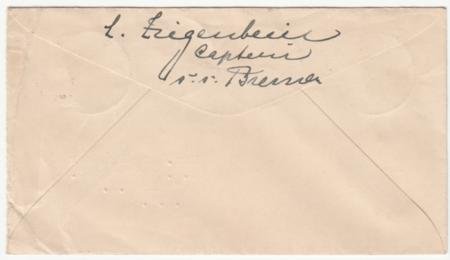 L. Ziegenbein
Captain
s.s. Bremen